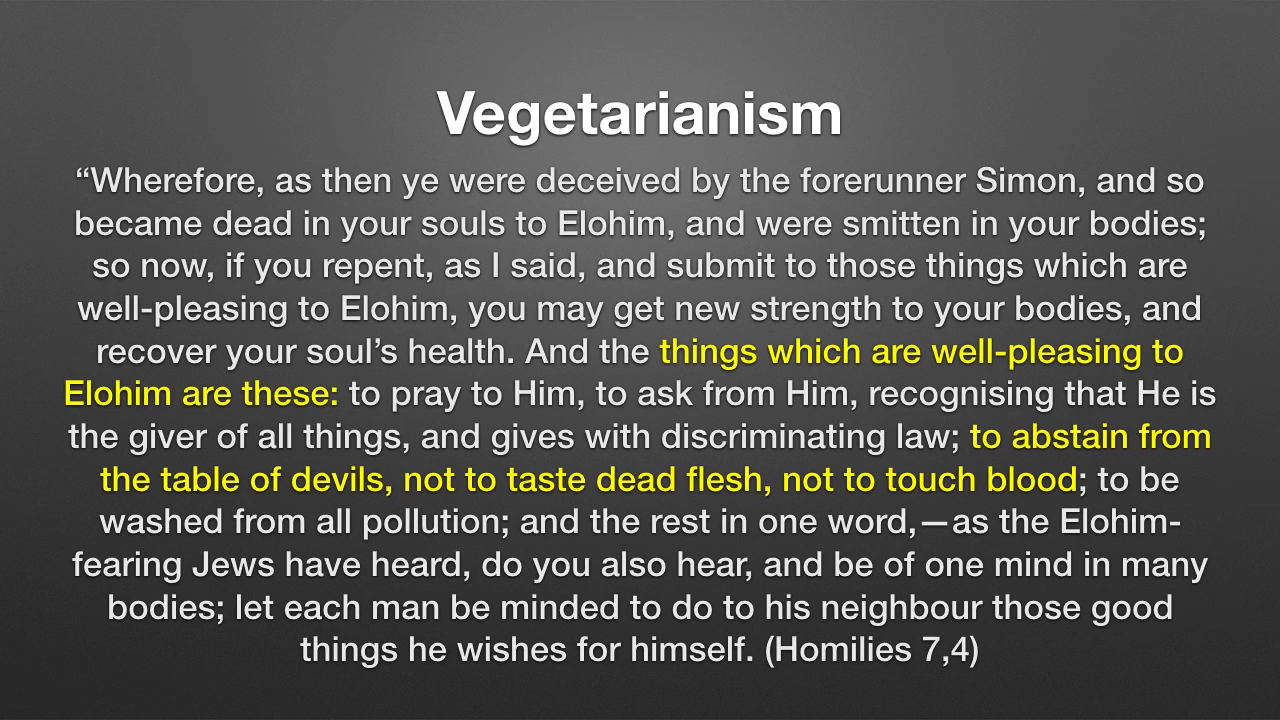 Vegetarianism
“Wherefore, as then ye were deceived by the forerunner Simon, and so
became dead in your souls to Elohim, and were smitten in your bodies;
so now, if you repent, as I said, and submit to those things which are
well-pleasing to Elohim, you may get new strength to your bodies, and
recover your soul’s health. And the things which are well-pleasing to
Elohim are these: to pray to Him, to ask from Him, recognising that He is
the giver of all things, and gives with discriminating law; to abstain from
the table of devils, not to taste dead flesh, not to touch blood; to be
washed from all pollution; and the rest in one word,—as the Elohim-
fearing Jews have heard, do you also hear, and be of one mind in many
bodies; let each man be minded to do to his neighbour those good
things he wishes for himself. (Homilies 7,4)